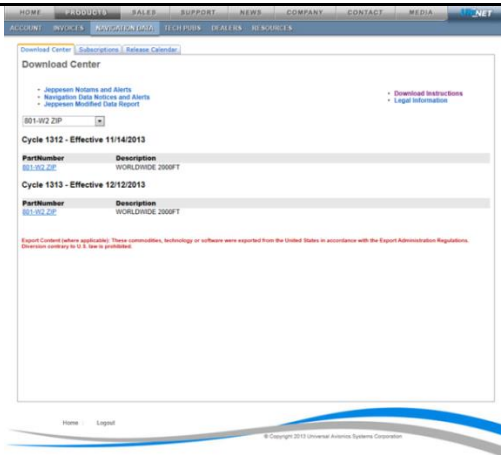 HOME PRODUCTS SALES SUPPORT NEWS COMPANY CONTACT MEDIA UniNET
ACCOUNT INVOICES NAVIGATION DATA TECH PUBS DEALERS RESOURCES
Download Center Subscriptions Release Calendar
Download Center
· Jeppesen Notams and Alerts
· Navigation Data Notices and Alerts
· Jeppesen Modified Data Report
· Download Instructions
· Legal Information
801-W2 ZIP
Cycle 1312 - Effective 11/14/2013
PartNumber Description
801-W2 ZIP WORLDWIDE 2000FT
Cycle 1313 - Effective 12/12/2013
PartNumber Description
801-W2 ZIP WORLDWIDE 2000FT
Export Content (where applicable): These commodities, technology or software were exported from the United States in accordance with the Export Administration Regulations.
Diversion contrary to U.S. law is prohibited.
Home : Logout
© Copyright 2013 Universal Avionics Systems Corporation